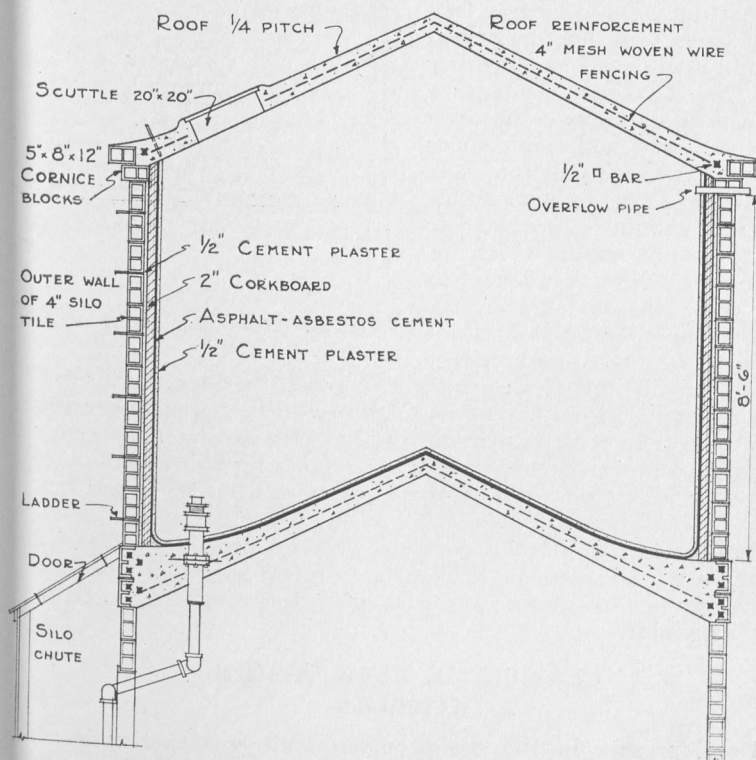 ROOF 1/4 PITCH
ROOF REINFORCEMENT
4" MESH WOVEN WIRE
FENCING
SCUTTLE 20"x20"
5"x8"x12"
CORNICE
BLOCKS
1/2" □ BAR
OVERFLOW PIPE
1/2" CEMENT PLASTER
2" CORKBOARD
OUTER WALL
OF 4" SILO
TILE
ASPHALT-ASBESTOS CEMENT
1/2" CEMENT PLASTER
8'-6"
LADDER
DOOR
SILO
CHUTE